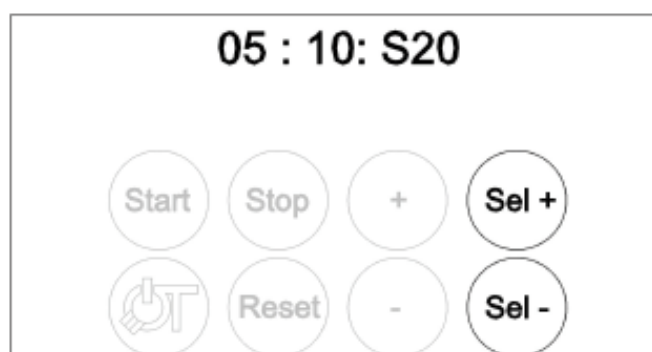 05 : 10: S20
Start Stop + Sel +
Reset - Sel -